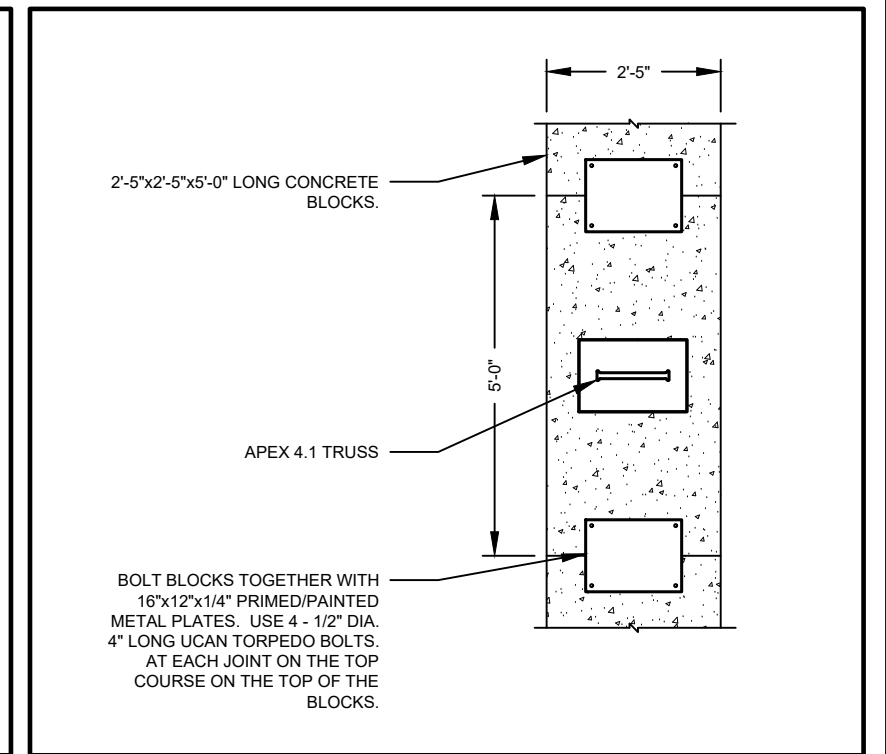 2'-5"
2'-5"x2'-5"x5'-0" LONG CONCRETE
BLOCKS.
5'-0"
APEX 4.1 TRUSS
BOLT BLOCKS TOGETHER WITH
16"x12"x1/4" PRIMED/PAINTED
METAL PLATES. USE 4 - 1/2" DIA.
4" LONG UCAN TORPEDO BOLTS.
AT EACH JOINT ON THE TOP
COURSE ON THE TOP OF THE
BLOCKS.